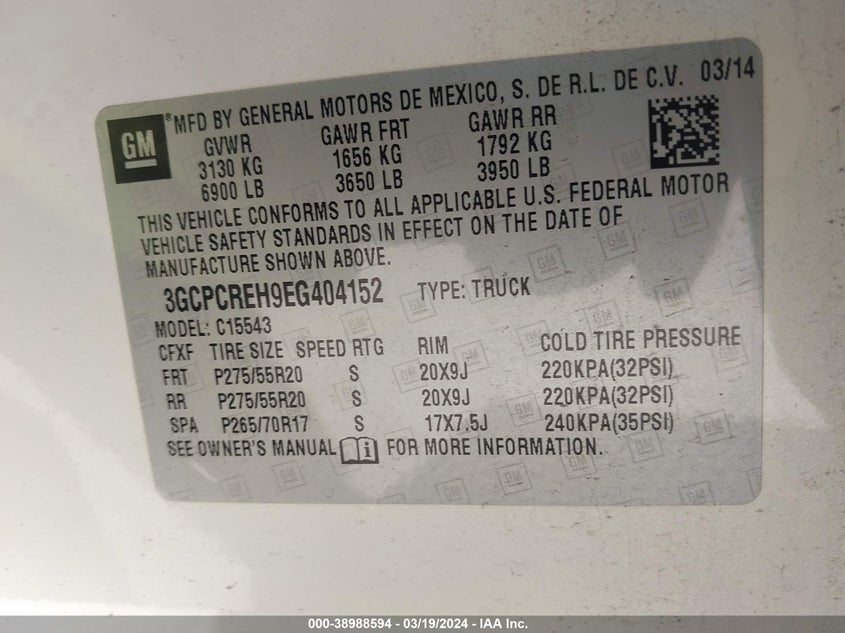 GM ® MFD BY GENERAL MOTORS DE MEXICO, S. DE R.L. DE C.V. 03/14
GVWR GAWR FRT GAWR RR
3130 KG 1656 KG 1792 KG
6900 LB 3650 LB 3950 LB
THIS VEHICLE CONFORMS TO ALL APPLICABLE U.S. FEDERAL MOTOR
VEHICLE SAFETY STANDARDS IN EFFECT ON THE DATE OF
MANUFACTURE SHOWN ABOVE.
3GCPCREH9EG404152 TYPE: TRUCK
MODEL: C15543
CFXF TIRE SIZE SPEED RTG RIM COLD TIRE PRESSURE
FRT P275/55R20 S 20X9J 220KPA(32PSI)
RR P275/55R20 S 20X9J 220KPA(32PSI)
SPA P265/70R17 S 17X7.5J 240KPA(35PSI)
SEE OWNER'S MANUAL FOR MORE INFORMATION.
000-38988594 - 03/19/2024 - IAA Inc.